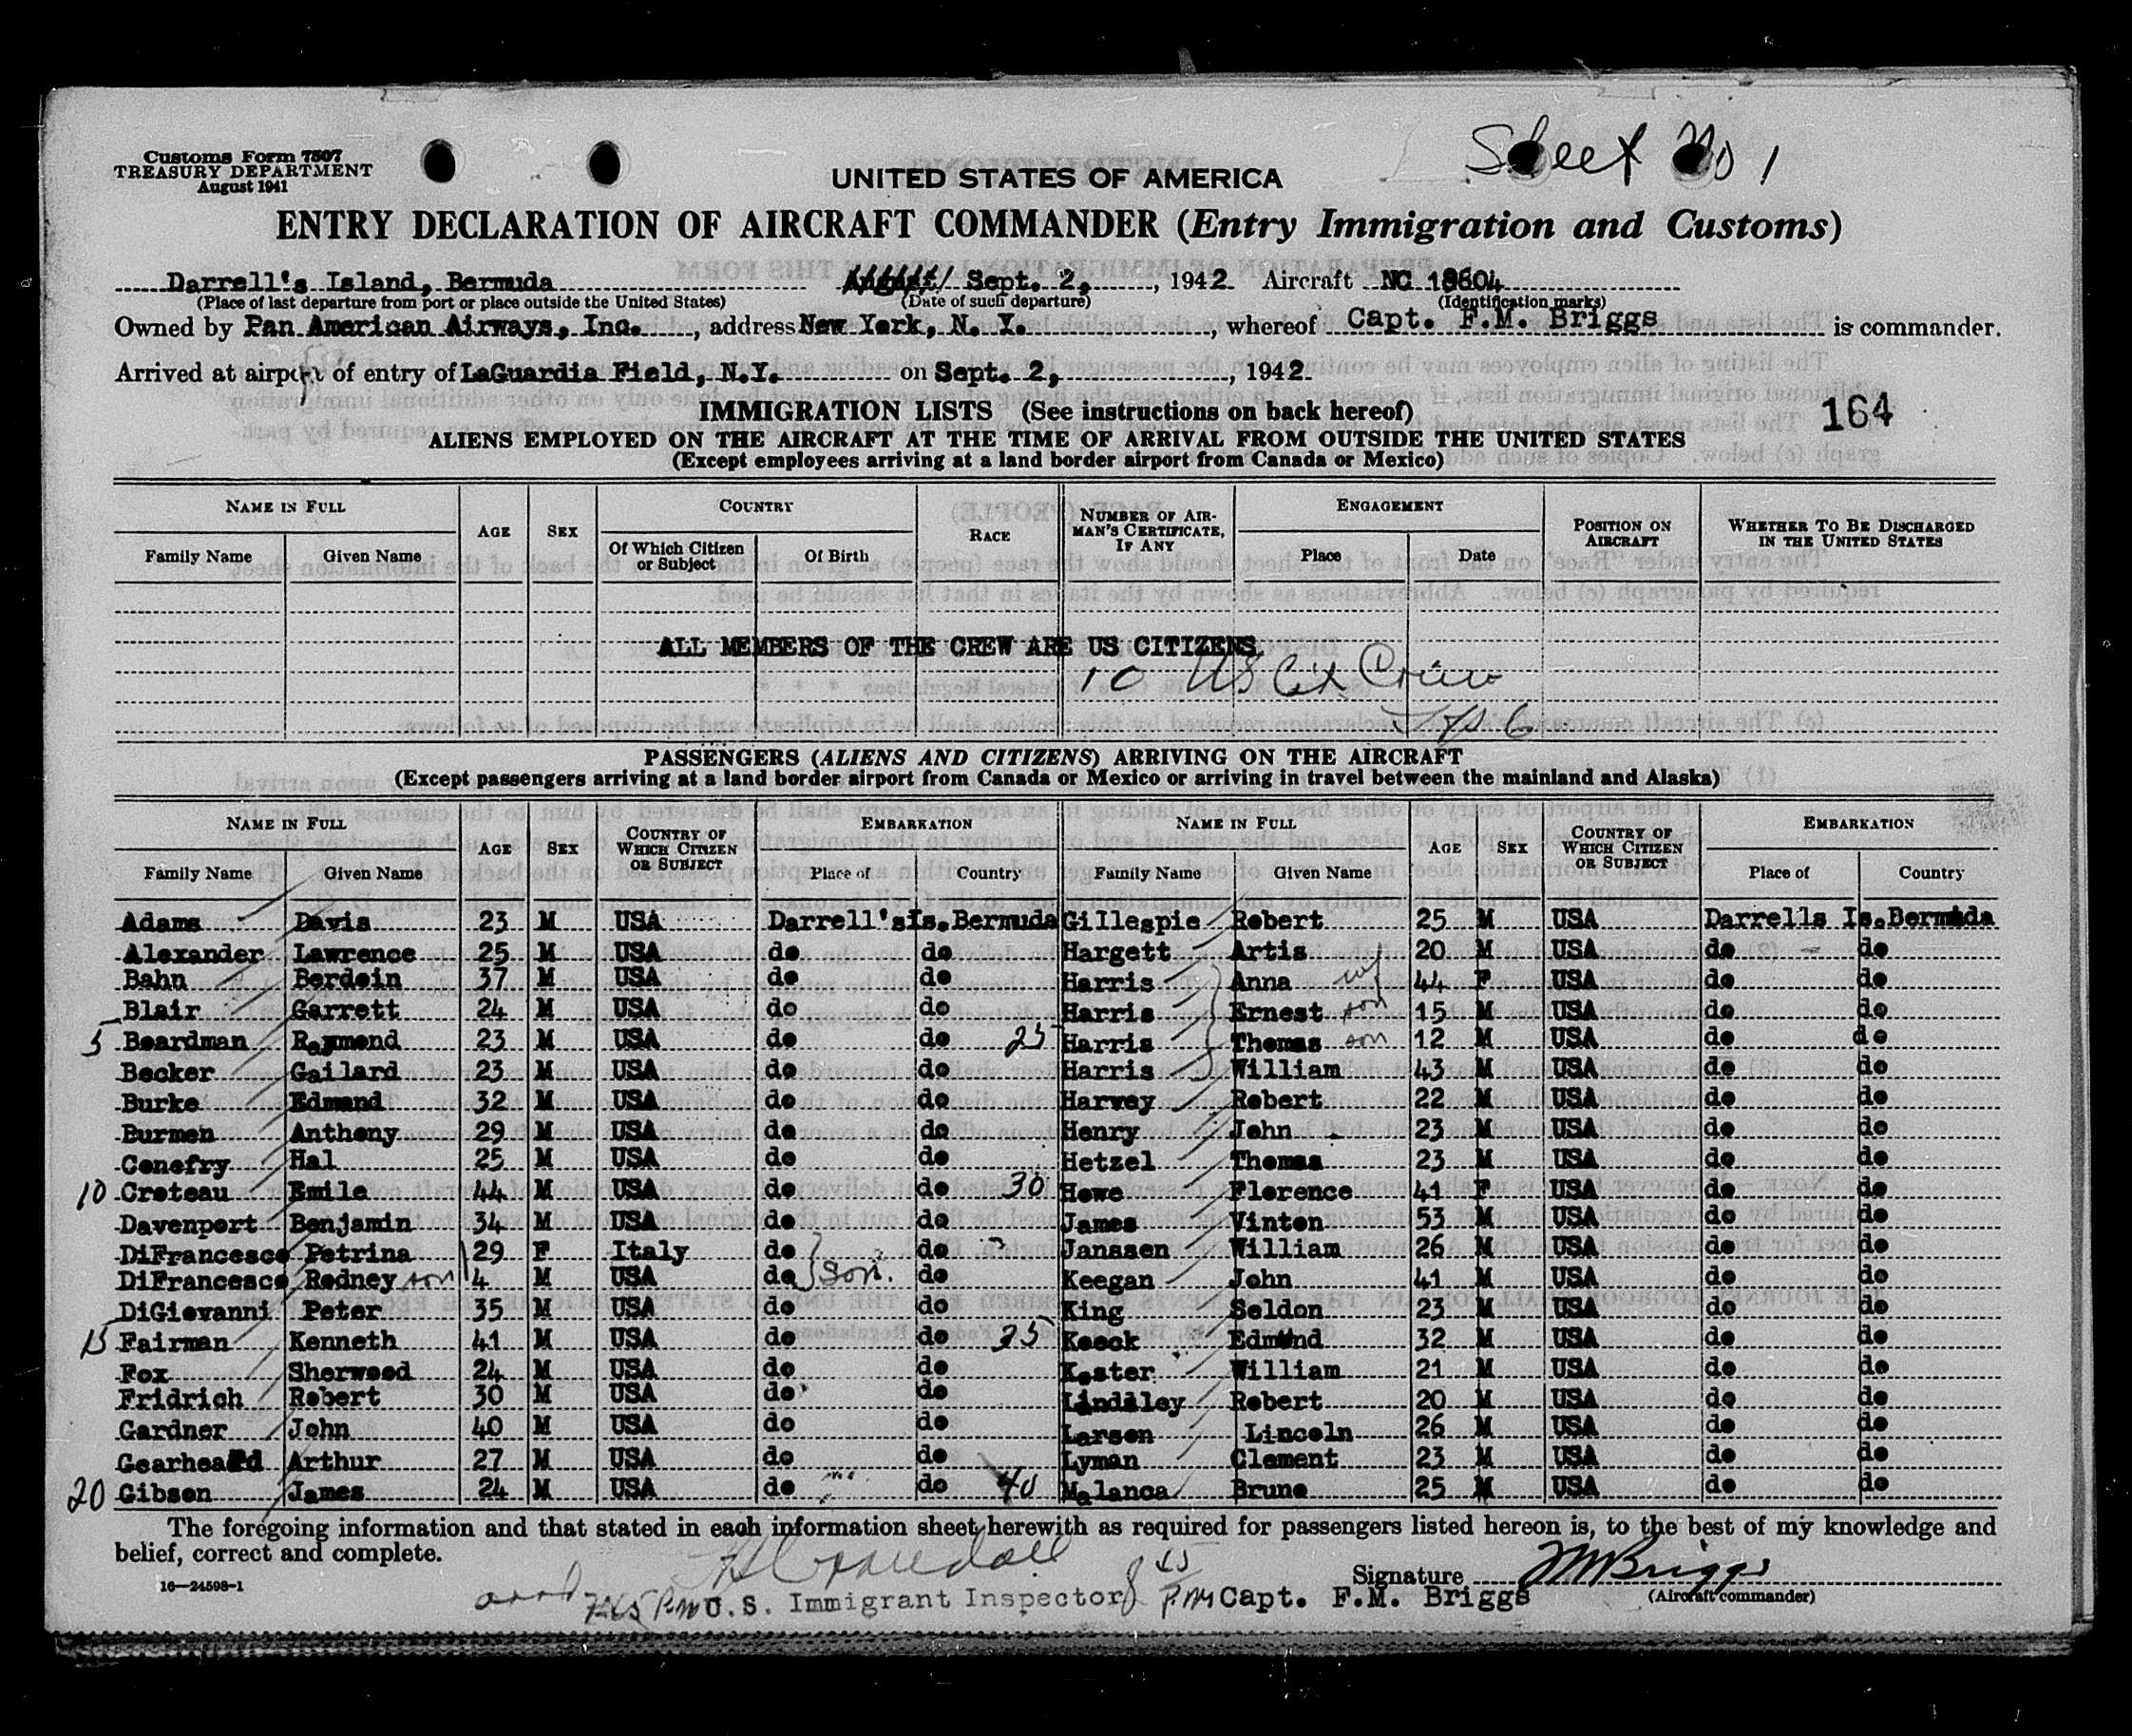 Sheet No 1
Customs Form 7507
TREASURY DEPARTMENT
August 1941
UNITED STATES OF AMERICA
ENTRY DECLARATION OF AIRCRAFT COMMANDER (Entry Immigration and Customs)
Darrell's Island, Bermuda Sept. 2, , 1942 Aircraft NC 18604
(Place of last departure from port or place outside the United States) (Date of such departure) (Identification marks)
Owned by Pan American Airways, Inc. , address New York, N. Y. , whereof Capt. F.M. Briggs is commander.
Arrived at airport of entry of LaGuardia Field, N.Y. on Sept. 2, , 1942
IMMIGRATION LISTS (See instructions on back hereof)
164
ALIENS EMPLOYED ON THE AIRCRAFT AT THE TIME OF ARRIVAL FROM OUTSIDE THE UNITED STATES
(Except employees arriving at a land border airport from Canada or Mexico)
NAME IN FULL AGE SEX COUNTRY RACE NUMBER OF AIRMAN'S CERTIFICATE, IF ANY ENGAGEMENT POSITION ON AIRCRAFT WHETHER TO BE DISCHARGED IN THE UNITED STATES
Family Name Given Name Of Which Citizen or Subject Of Birth Place Date
ALL MEMBERS OF THE CREW ARE US CITIZENS
10 US Cit Crew
PASSENGERS (ALIENS AND CITIZENS) ARRIVING ON THE AIRCRAFT
(Except passengers arriving at a land border airport from Canada or Mexico or arriving in travel between the mainland and Alaska)
NAME IN FULL AGE SEX COUNTRY OF WHICH CITIZEN OR SUBJECT EMBARKATION NAME IN FULL AGE SEX COUNTRY OF WHICH CITIZEN OR SUBJECT EMBARKATION
Family Name Given Name Place of Country Family Name Given Name Place of Country
Adams Davis 23 M USA Darrell'sIs. Bermuda Gillespie Robert 25 M USA Darrells Is. Bermuda
Alexander Lawrence 25 M USA do do Hargett Artis 20 M USA do do
Bahn Berdein 37 M USA do do Harris Anna wf 44 F USA do do
Blair Garrett 24 M USA do do Harris Ernest son 15 M USA do do
5 Boardman Raymond 23 M USA do do 25 Harris Thomas son 12 M USA do do
Becker Gailard 23 M USA do do Harris William 43 M USA do do
Burke Edmund 32 M USA do do Harvey Robert 22 M USA do do
Burmen Anthony 29 M USA do do Henry John 23 M USA do do
Conefry Hal 25 M USA do do Hetzel Thomas 23 M USA do do
10 Croteau Emile 44 M USA do do 30 Howe Florence 41 F USA do do
Davenport Benjamin 34 M USA do do James Vinton 53 M USA do do
DiFrancesco Petrina 29 F Italy do do Janssen William 26 M USA do do
DiFrancesco Rodney son 4 M USA do son. do Keegan John 41 M USA do do
DiGiovanni Peter 35 M USA do do King Seldon 23 M USA do do
15 Fairman Kenneth 41 M USA do do 35 Koeck Edmund 32 M USA do do
Fox Sherwood 24 M USA do do Koster William 21 M USA do do
Fridrich Robert 30 M USA do do Lindsley Robert 20 M USA do do
Gardner John 40 M USA do do Larson Lincoln 26 M USA do do
Gearheard Arthur 27 M USA do do Lyman Clement 23 M USA do do
20 Gibson James 24 M USA do do 40 Malanca Bruno 25 M USA do do
The foregoing information and that stated in each information sheet herewith as required for passengers listed hereon is, to the best of my knowledge and
belief, correct and complete.
16—24598-1
Signature FM Briggs
U.S. Immigrant Inspector Capt. F.M. Briggs (Aircraft commander)